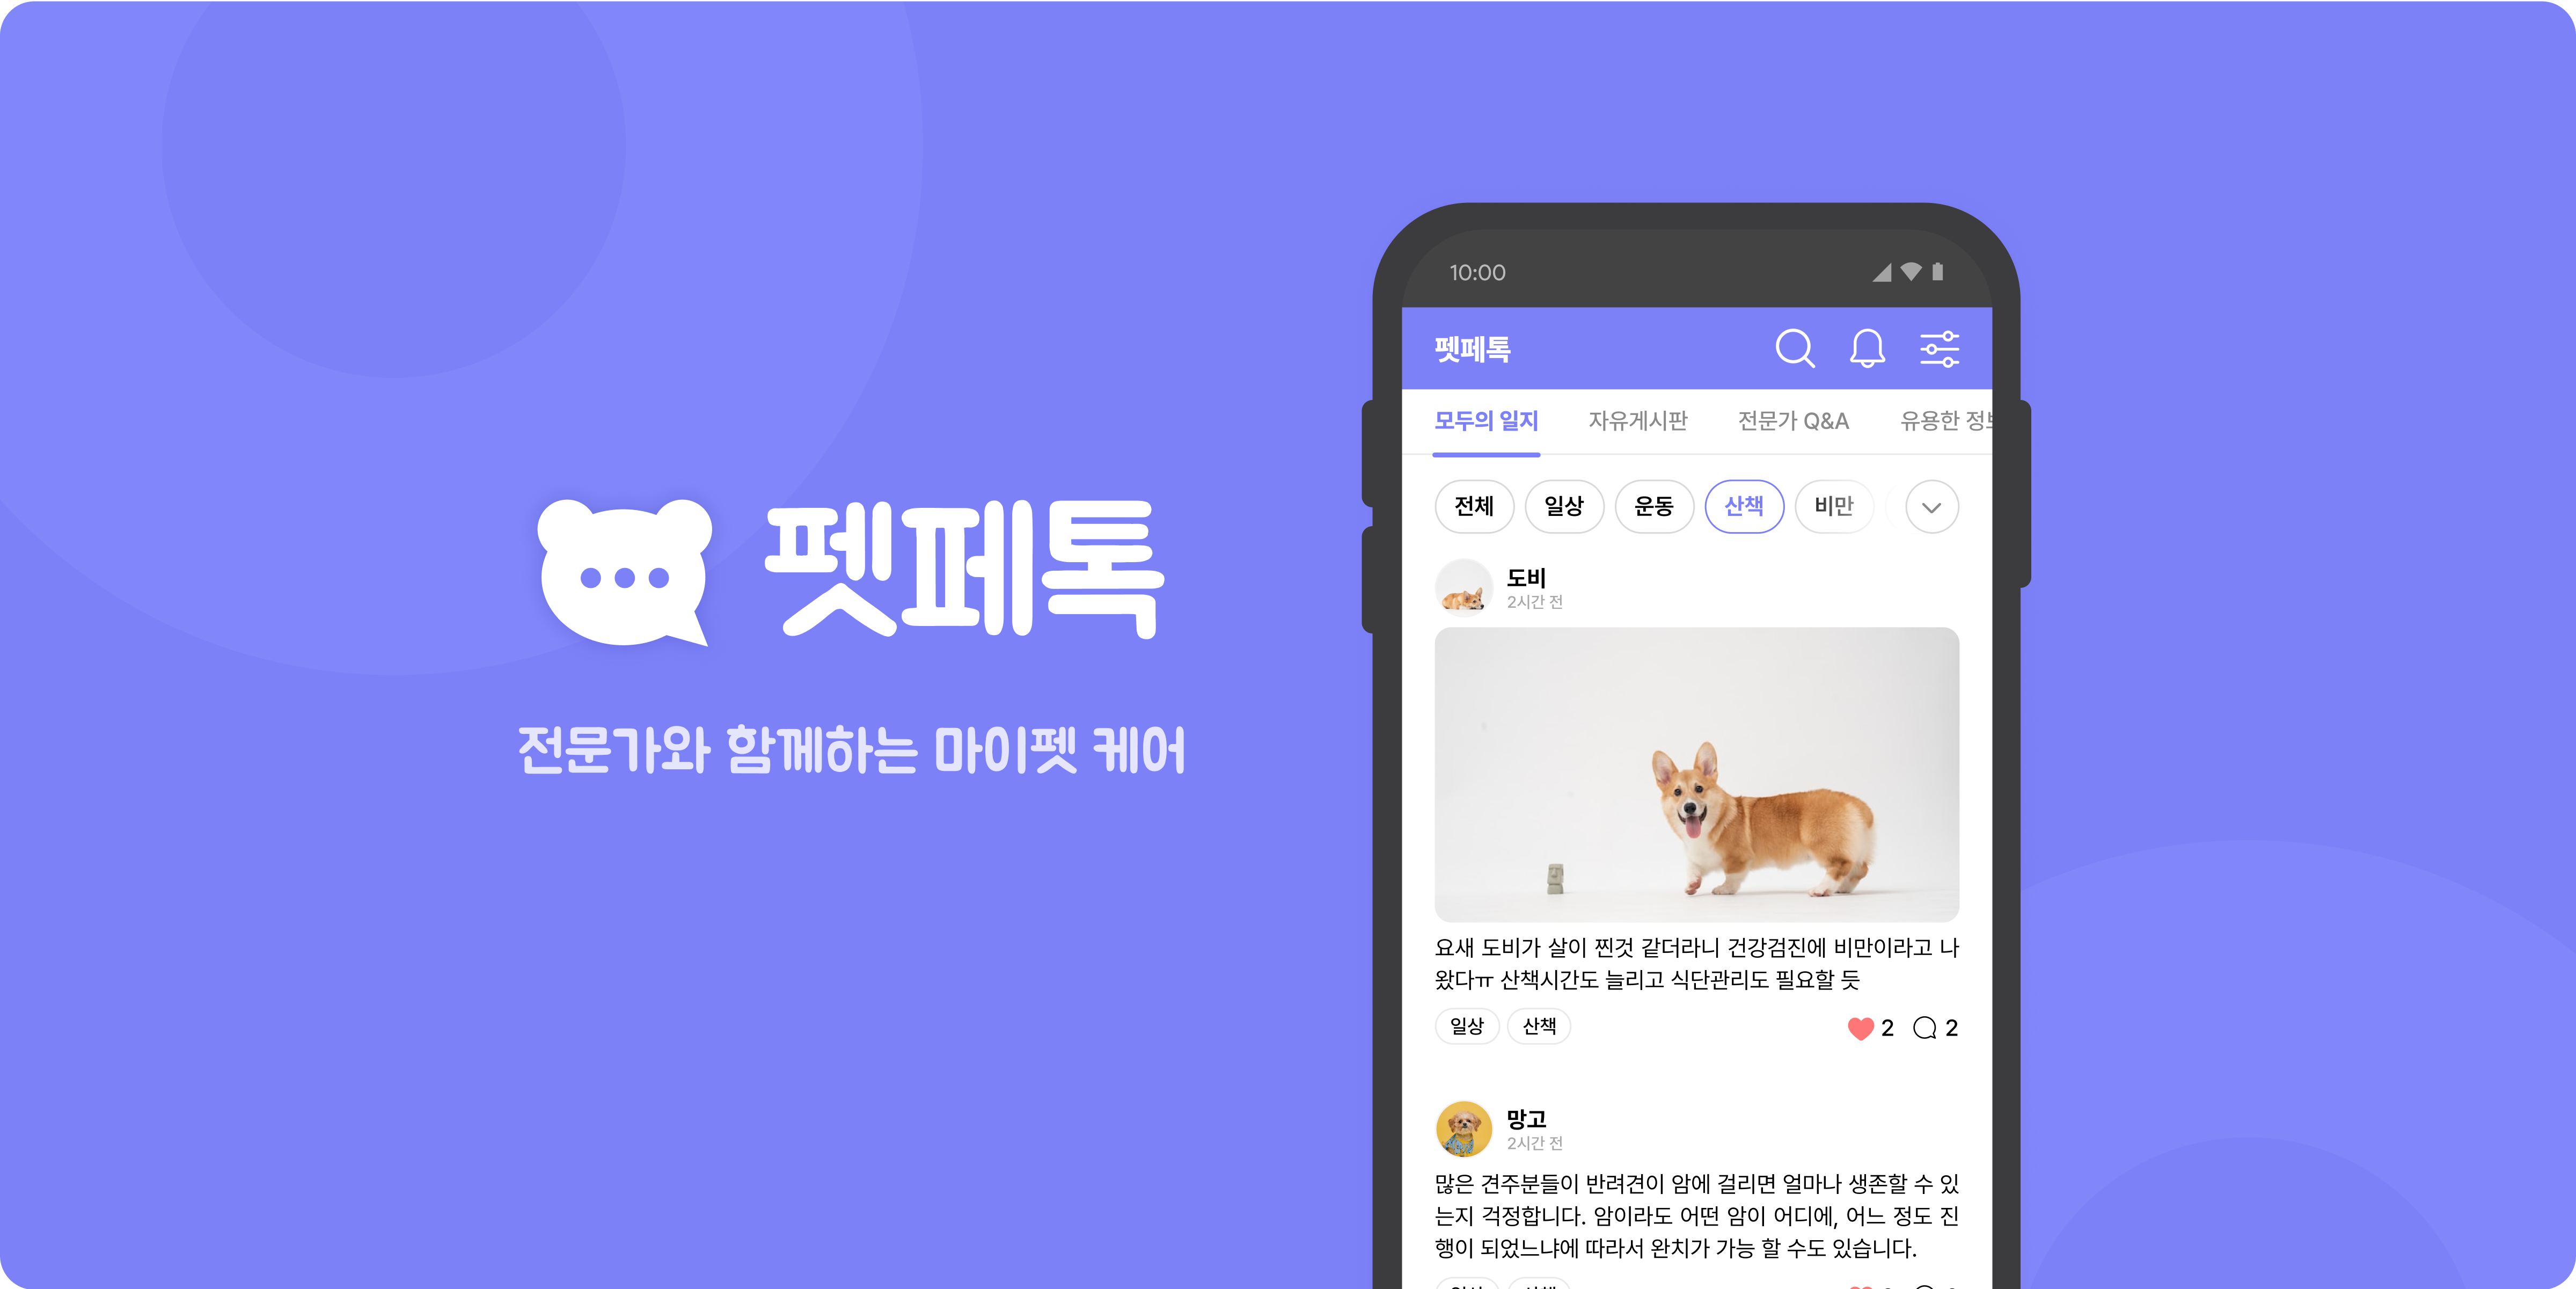 펫페톡
전문가와 함께하는 마이펫 케어
10:00
펫페톡
모두의 일지 자유게시판 전문가 Q&A 유용한
전체 일상 운동 산책 비만
도비
2시간 전
요새 도비가 살이 찐것 같더라니 건강검진에 비만이라고 나
왔다ㅠ 산책시간도 늘리고 식단관리도 필요할 듯
일상 산책 2 2
망고
2시간 전
많은 견주분들이 반려견이 암에 걸리면 얼마나 생존할 수 있
는지 걱정합니다. 암이라도 어떤 암이 어디에, 어느 정도 진
행이 되었느냐에 따라서 완치가 가능 할 수도 있습니다.